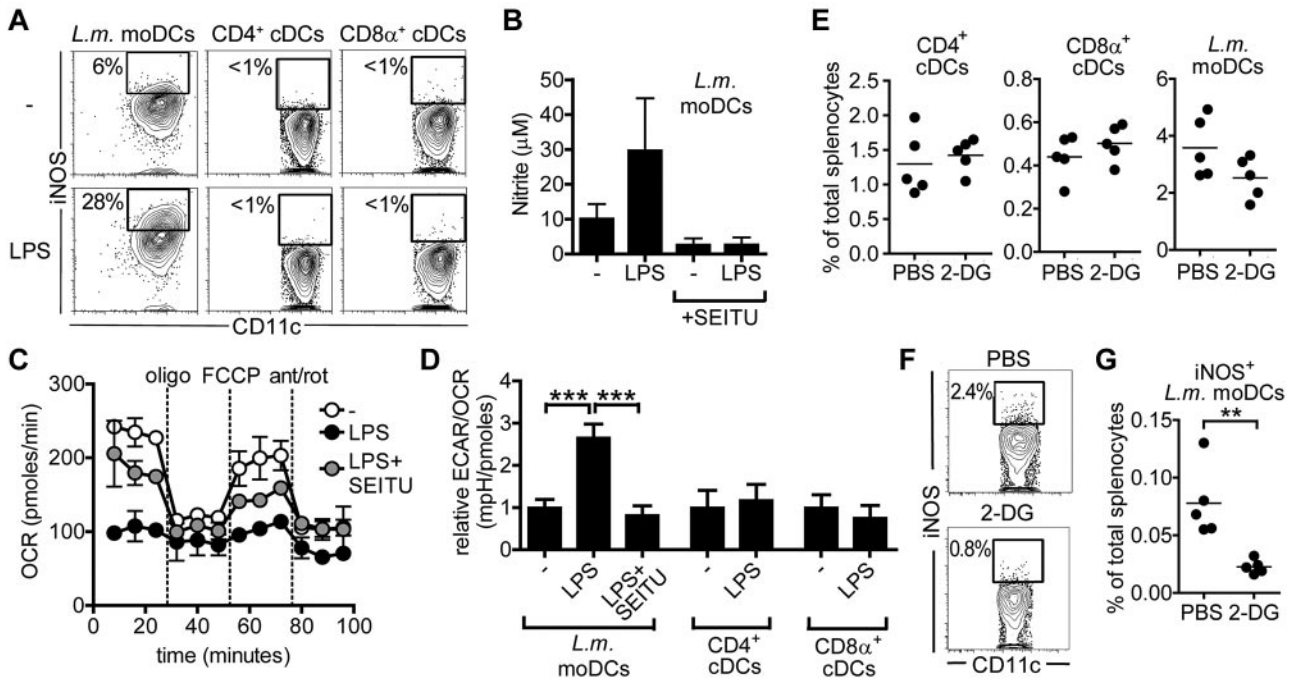 A
L.m. moDCs
CD4+ cDCs
CD8α+ cDCs
6%
<1%
<1%
-
iNOS
28%
<1%
<1%
LPS
CD11c
B
L.m.
moDCs
50
40
30
20
10
0
Nitrite (µM)
-
LPS
-
LPS
+SEITU
E
CD4+
cDCs
CD8α+
cDCs
L.m.
moDCs
% of total splenocytes
2.5
2.0
1.5
1.0
0.5
0.0
PBS 2-DG
0.8
0.6
0.4
0.2
0.0
PBS 2-DG
6
4
2
0
PBS 2-DG
C
oligo FCCP ant/rot
300
200
100
0
OCR (pmoles/min)
-
LPS
LPS+
SEITU
0 20 40 60 80 100
time (minutes)
D
*** ***
4
3
2
1
0
relative ECAR/OCR
(mpH/pmoles)
-
LPS
LPS+
SEITU
-
LPS
-
LPS
L.m.
moDCs
CD4+
cDCs
CD8α+
cDCs
F
PBS
2.4%
iNOS
2-DG
0.8%
iNOS
CD11c
G
iNOS+
L.m. moDCs
**
0.15
0.10
0.05
0.00
% of total splenocytes
PBS 2-DG